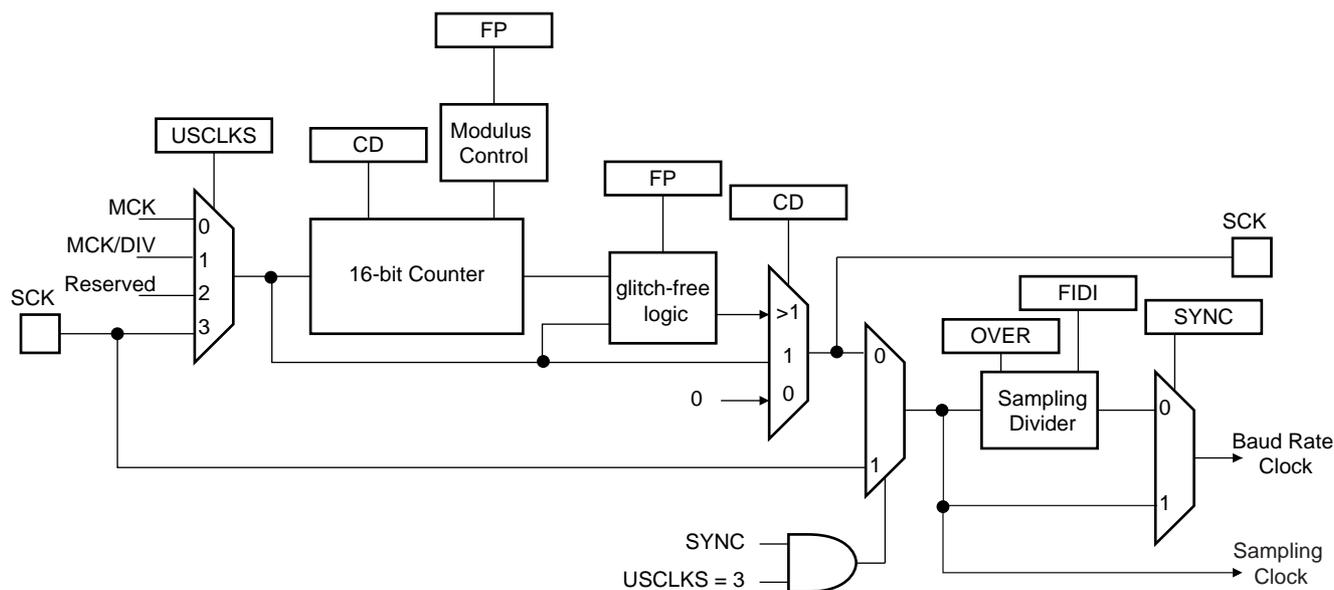 FP
USCLKS
CD
Modulus
Control
FP
CD
MCK
0
MCK/DIV
1
Reserved
2
SCK
3
16-bit Counter
glitch-free
logic
>1
1
0
0
SCK
FIDI
OVER
SYNC
0
1
Sampling
Divider
0
1
Baud Rate
Clock
SYNC
USCLKS = 3
Sampling
Clock